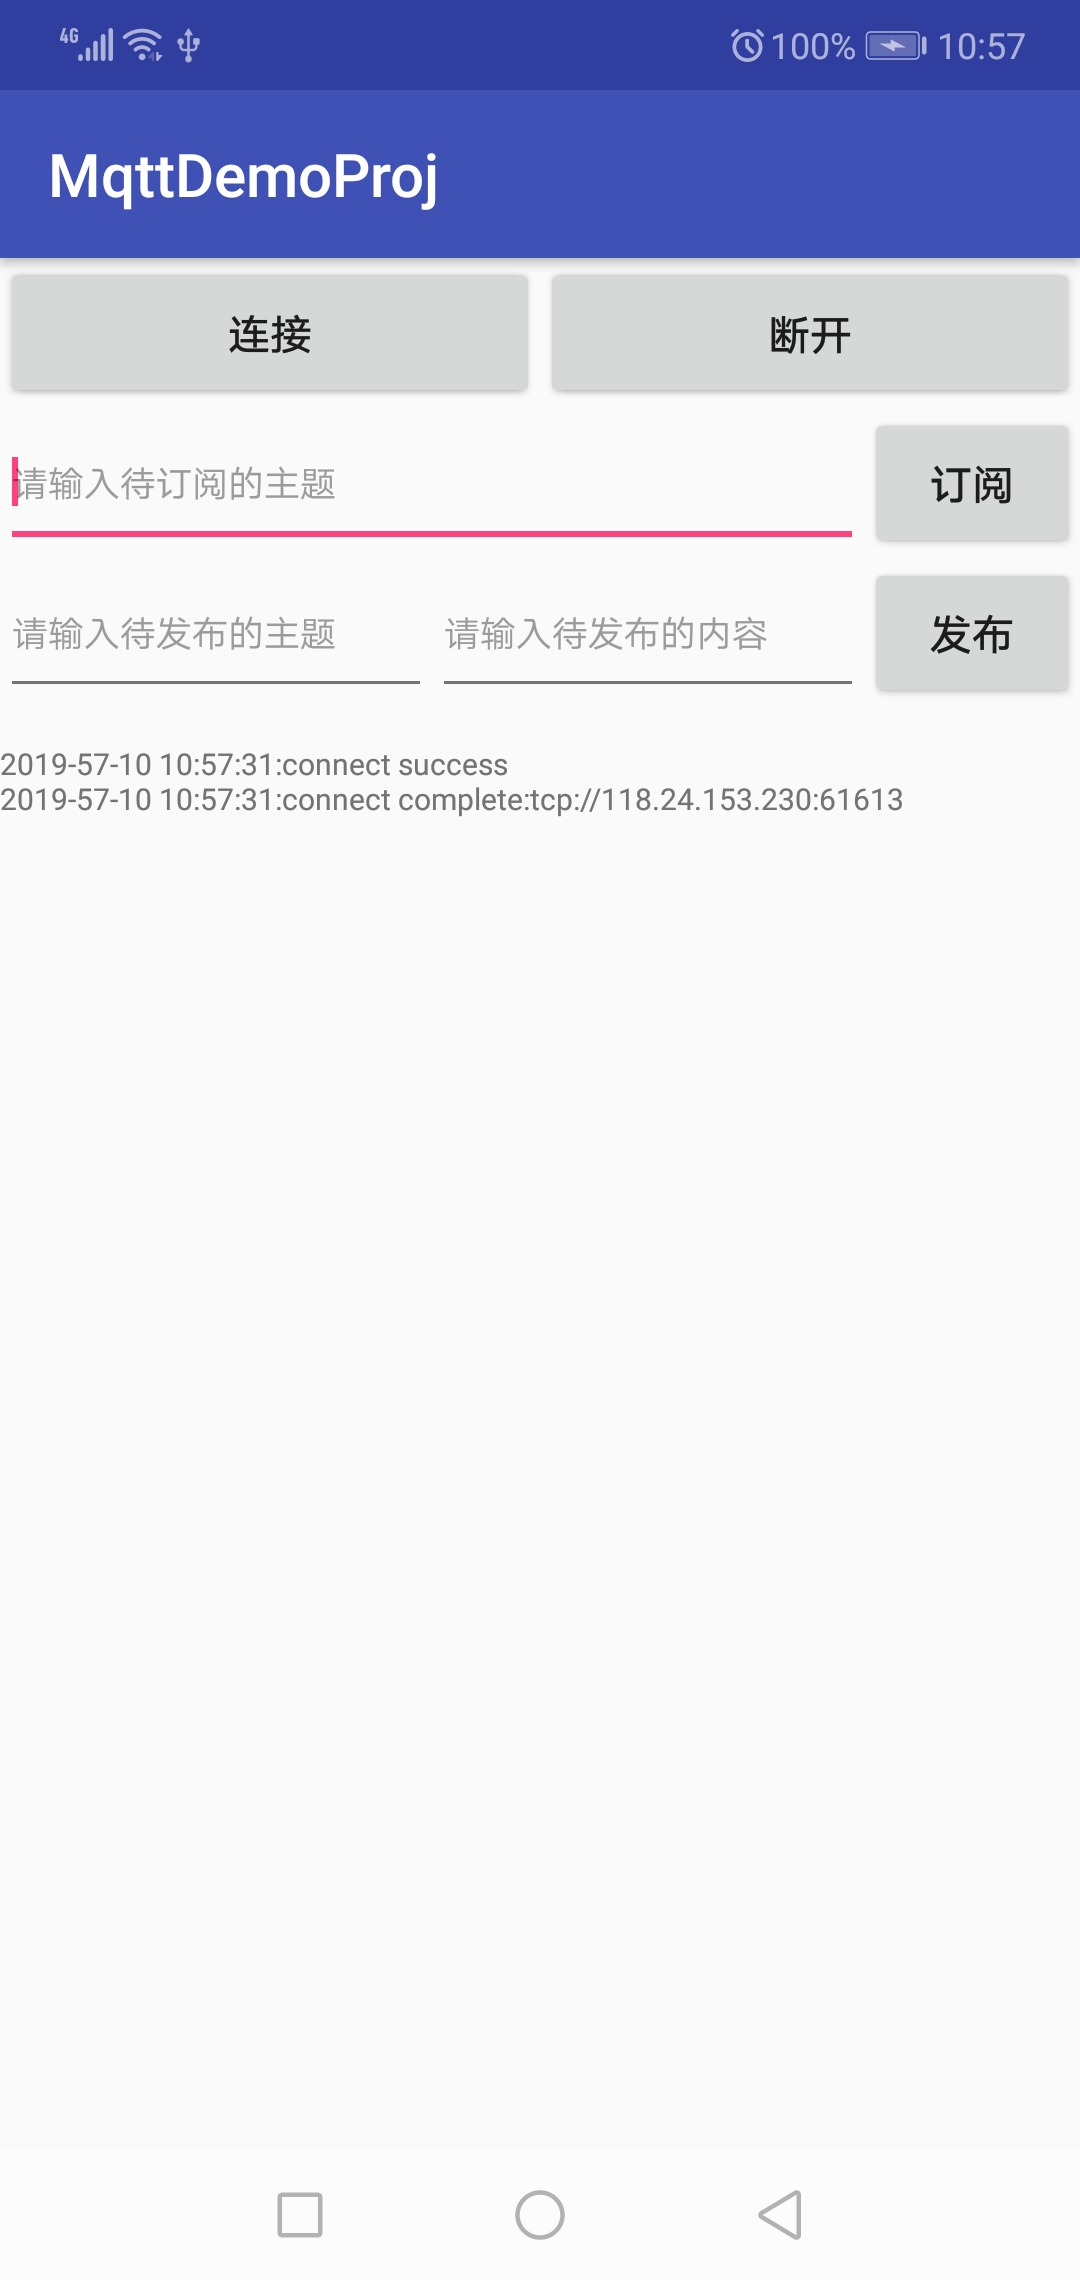 4G 100% 10:57
MqttDemoProj
连接 断开
请输入待订阅的主题 订阅
请输入待发布的主题 请输入待发布的内容 发布
2019-57-10 10:57:31:connect success
2019-57-10 10:57:31:connect complete:tcp://118.24.153.230:61613